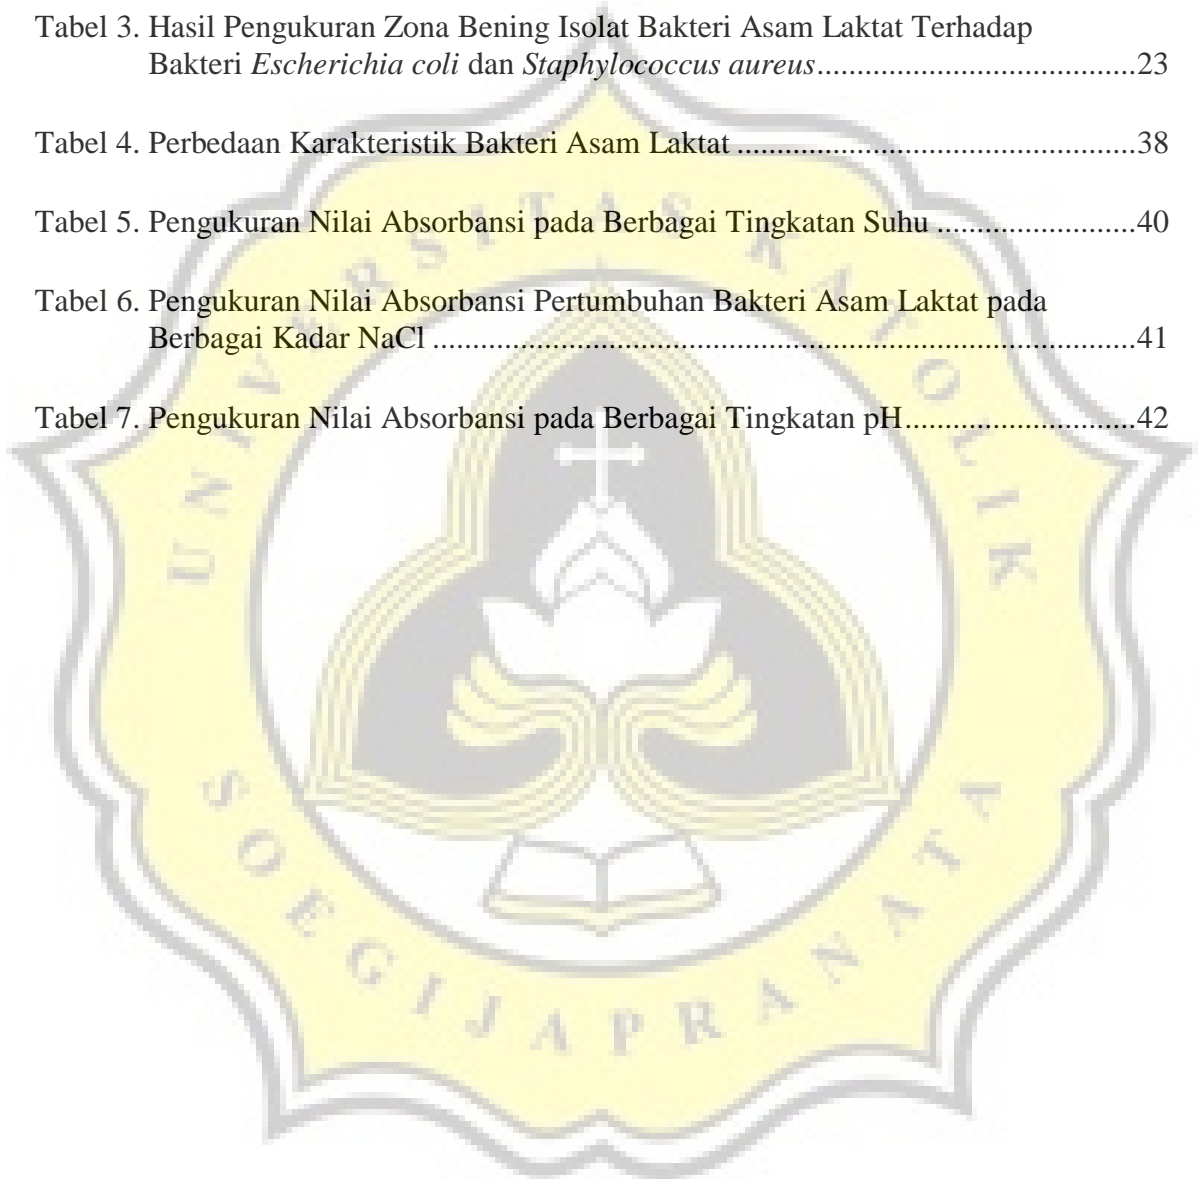 Tabel 3. Hasil Pengukuran Zona Bening Isolat Bakteri Asam Laktat Terhadap
Bakteri Escherichia coli dan Staphylococcus aureus........................................23
Tabel 4. Perbedaan Karakteristik Bakteri Asam Laktat ..................................................38
Tabel 5. Pengukuran Nilai Absorbansi pada Berbagai Tingkatan Suhu .........................40
Tabel 6. Pengukuran Nilai Absorbansi Pertumbuhan Bakteri Asam Laktat pada
Berbagai Kadar NaCl ........................................................................................41
Tabel 7. Pengukuran Nilai Absorbansi pada Berbagai Tingkatan pH.............................42
UNIVERSITAS KATOLIK
SOEGIJAPRANATA